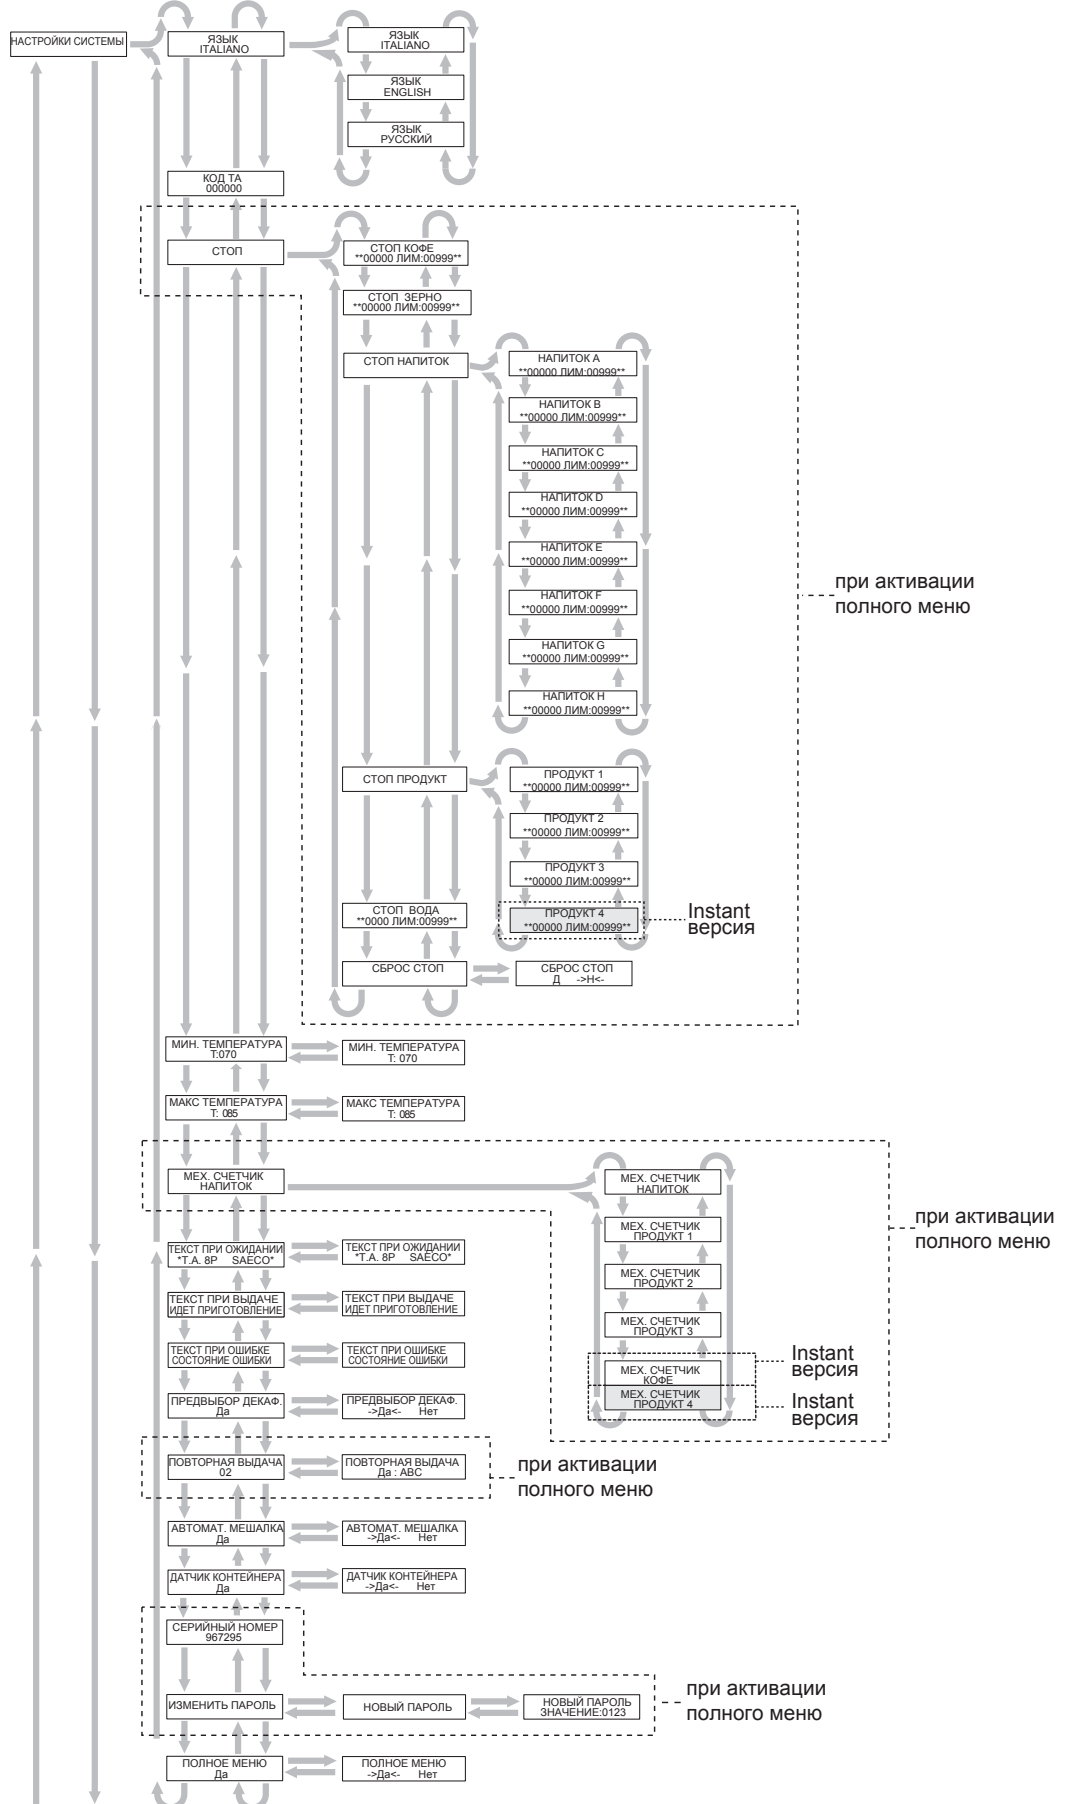 НАСТРОЙКИ СИСТЕМЫ
ЯЗЫК
ITALIANO
ЯЗЫК
ITALIANO
ЯЗЫК
ENGLISH
ЯЗЫК
РУССКИЙ
КОД ТА
000000
СТОП
СТОП КОФЕ
**00000 ЛИМ:00999**
СТОП ЗЕРНО
**00000 ЛИМ:00999**
СТОП НАПИТОК
НАПИТОК A
**00000 ЛИМ:00999**
НАПИТОК B
**00000 ЛИМ:00999**
НАПИТОК C
**00000 ЛИМ:00999**
НАПИТОК D
**00000 ЛИМ:00999**
НАПИТОК E
**00000 ЛИМ:00999**
НАПИТОК F
**00000 ЛИМ:00999**
НАПИТОК G
**00000 ЛИМ:00999**
НАПИТОК H
**00000 ЛИМ:00999**
при активации
полного меню
СТОП ПРОДУКТ
ПРОДУКТ 1
**00000 ЛИМ:00999**
ПРОДУКТ 2
**00000 ЛИМ:00999**
ПРОДУКТ 3
**00000 ЛИМ:00999**
ПРОДУКТ 4
**00000 ЛИМ:00999**
Instant
версия
СТОП ВОДА
**0000 ЛИМ:00999**
СБРОС СТОП
СБРОС СТОП
Д ->Н<-
МИН. ТЕМПЕРАТУРА
T:070
МИН. ТЕМПЕРАТУРА
T: 070
МАКС ТЕМПЕРАТУРА
T: 085
МАКС ТЕМПЕРАТУРА
T: 085
МЕХ. СЧЕТЧИК
НАПИТОК
МЕХ. СЧЕТЧИК
НАПИТОК
МЕХ. СЧЕТЧИК
ПРОДУКТ 1
МЕХ. СЧЕТЧИК
ПРОДУКТ 2
МЕХ. СЧЕТЧИК
ПРОДУКТ 3
МЕХ. СЧЕТЧИК
КОФЕ
МЕХ. СЧЕТЧИК
ПРОДУКТ 4
при активации
полного меню
Instant
версия
Instant
версия
ТЕКСТ ПРИ ОЖИДАНИИ
*T.A. 8P SAECO*
ТЕКСТ ПРИ ОЖИДАНИИ
*T.A. 8P SAECO*
ТЕКСТ ПРИ ВЫДАЧЕ
ИДЕТ ПРИГОТОВЛЕНИЕ
ТЕКСТ ПРИ ВЫДАЧЕ
ИДЕТ ПРИГОТОВЛЕНИЕ
ТЕКСТ ПРИ ОШИБКЕ
СОСТОЯНИЕ ОШИБКИ
ТЕКСТ ПРИ ОШИБКЕ
СОСТОЯНИЕ ОШИБКИ
ПРЕДВЫБОР ДЕКАФ.
Да
ПРЕДВЫБОР ДЕКАФ.
->Да<- Нет
ПОВТОРНАЯ ВЫДАЧА
02
ПОВТОРНАЯ ВЫДАЧА
Да : ABC
при активации
полного меню
АВТОМАТ. МЕШАЛКА
Да
АВТОМАТ. МЕШАЛКА
->Да<- Нет
ДАТЧИК КОНТЕЙНЕРА
Да
ДАТЧИК КОНТЕЙНЕРА
->Да<- Нет
СЕРИЙНЫЙ НОМЕР
967295
ИЗМЕНИТЬ ПАРОЛЬ
НОВЫЙ ПАРОЛЬ
НОВЫЙ ПАРОЛЬ
ЗНАЧЕНИЕ:0123
при активации
полного меню
ПОЛНОЕ МЕНЮ
Да
ПОЛНОЕ МЕНЮ
->Да<- Нет